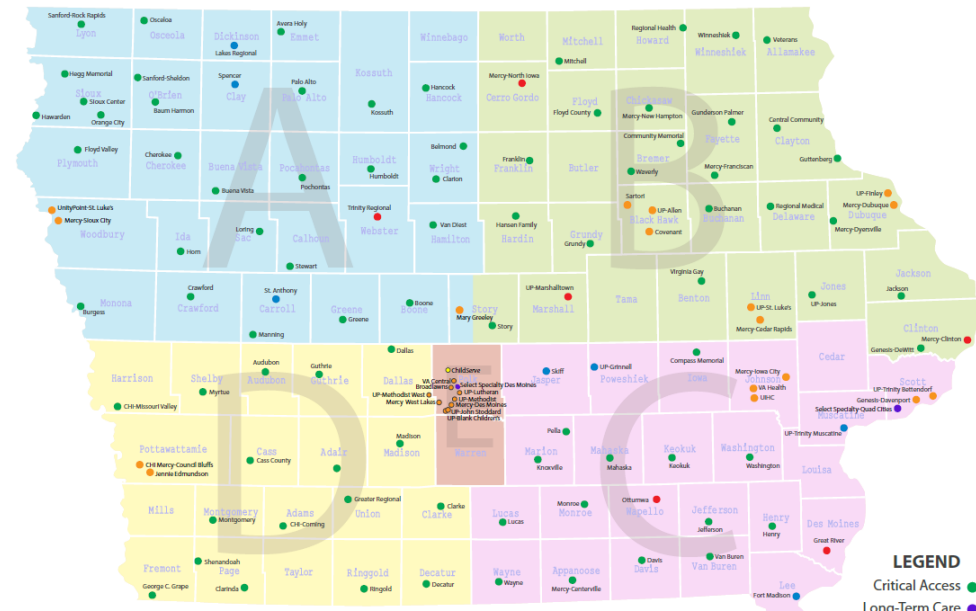 Sanford-Rock Rapids
Lyon
Oscaloa
Osceola
Dickinson
Lakes Regional
Avera Holy
Emmet
Winnebago
Worth
Mitchell
Mitchell
Regional Health
Howard
Winneshiek
Winneshiek
Veterans
Allamakee
Hegg Memorial
Sioux
Sioux Center
Hawarden
Orange City
Sanford-Sheldon
O'Brien
Baum Harmon
Spencer
Clay
Palo Alto
Palo Alto
Kossuth
Kossuth
Hancock
Hancock
Mercy-North Iowa
Cerro Gordo
Floyd
Floyd County
Chickasaw
Mercy-New Hampton
Gunderson Palmer
Fayette
Central Community
Clayton
Guttenberg
Floyd Valley
Plymouth
Cherokee
Cherokee
Buena Vista
Buena Vista
Pocahontas
Pochontas
Humboldt
Humboldt
Belmond
Wright
Clarion
Franklin
Franklin
Butler
Community Memorial
Bremer
Waverly
Mercy-Franciscan
UnityPoint-St. Luke's
Mercy-Sioux City
Woodbury
Ida
Horn
Loring
Sac
Calhoun
Stewart
Trinity Regional
Webster
Van Diest
Hamilton
Hansen Family
Hardin
Grundy
Grundy
Sartori
UP-Allen
Black Hawk
Covenant
Buchanan
Buchanan
Regional Medical
Delaware
UP-Finley
Mercy-Dubuque
Dubuque
Mercy-Dyersville
A
B
Monona
Burgess
Crawford
Crawford
St. Anthony
Carroll
Manning
Greene
Greene
Boone
Boone
Story
Mary Greeley
Story
UP-Marshalltown
Marshall
Tama
Virginia Gay
Benton
Linn
UP-St. Luke's
Mercy-Cedar Rapids
Jones
UP-Jones
Jackson
Jackson
Clinton
Mercy-Clinton
Genesis-DeWitt
Harrison
CHI-Missouri Valley
Shelby
Myrtue
Audubon
Audubon
Guthrie
Guthrie
Dallas
Dallas
ChildServe
VA Central
Broadlawns
Select Specialty Des Moines
UP-Lutheran
UP-Methodist West
UP-Methodist
Mercy West Lakes
Mercy-Des Moines
UP-John Stoddard
UP-Blank Childrens
E
Warren
Skiff
Jasper
UP-Grinnell
Poweshiek
Compass Memorial
Iowa
Mercy-Iowa City
Johnson
VA Health
UIHC
Cedar
Scott
UP-Trinity Bettendorf
Genesis-Davenport
Select Specialty-Quad Cities
Muscatine
UP-Trinity Muscatine
Pottawattamie
CHI Mercy-Council Bluffs
Jennie Edmundson
Cass
Cass County
Adair
Madison
Madison
Pella
Marion
Knoxville
Mahaska
Mahaska
Keokuk
Keokuk
Washington
Washington
Louisa
D
C
Mills
Montgomery
Montgomery
Adams
CHI-Corning
Greater Regional
Union
Clarke
Clarke
Lucas
Lucas
Monroe
Monroe
Ottumwa
Wapello
Jefferson
Jefferson
Henry
Henry
Des Moines
Great River
Fremont
George C. Grape
Shenandoah
Page
Clarinda
Taylor
Ringgold
Ringold
Decatur
Decatur
Wayne
Wayne
Appanoose
Mercy-Centerville
Davis
Davis
Van Buren
Van Buren
Lee
Fort Madison
LEGEND
Critical Access
Long-Term Care